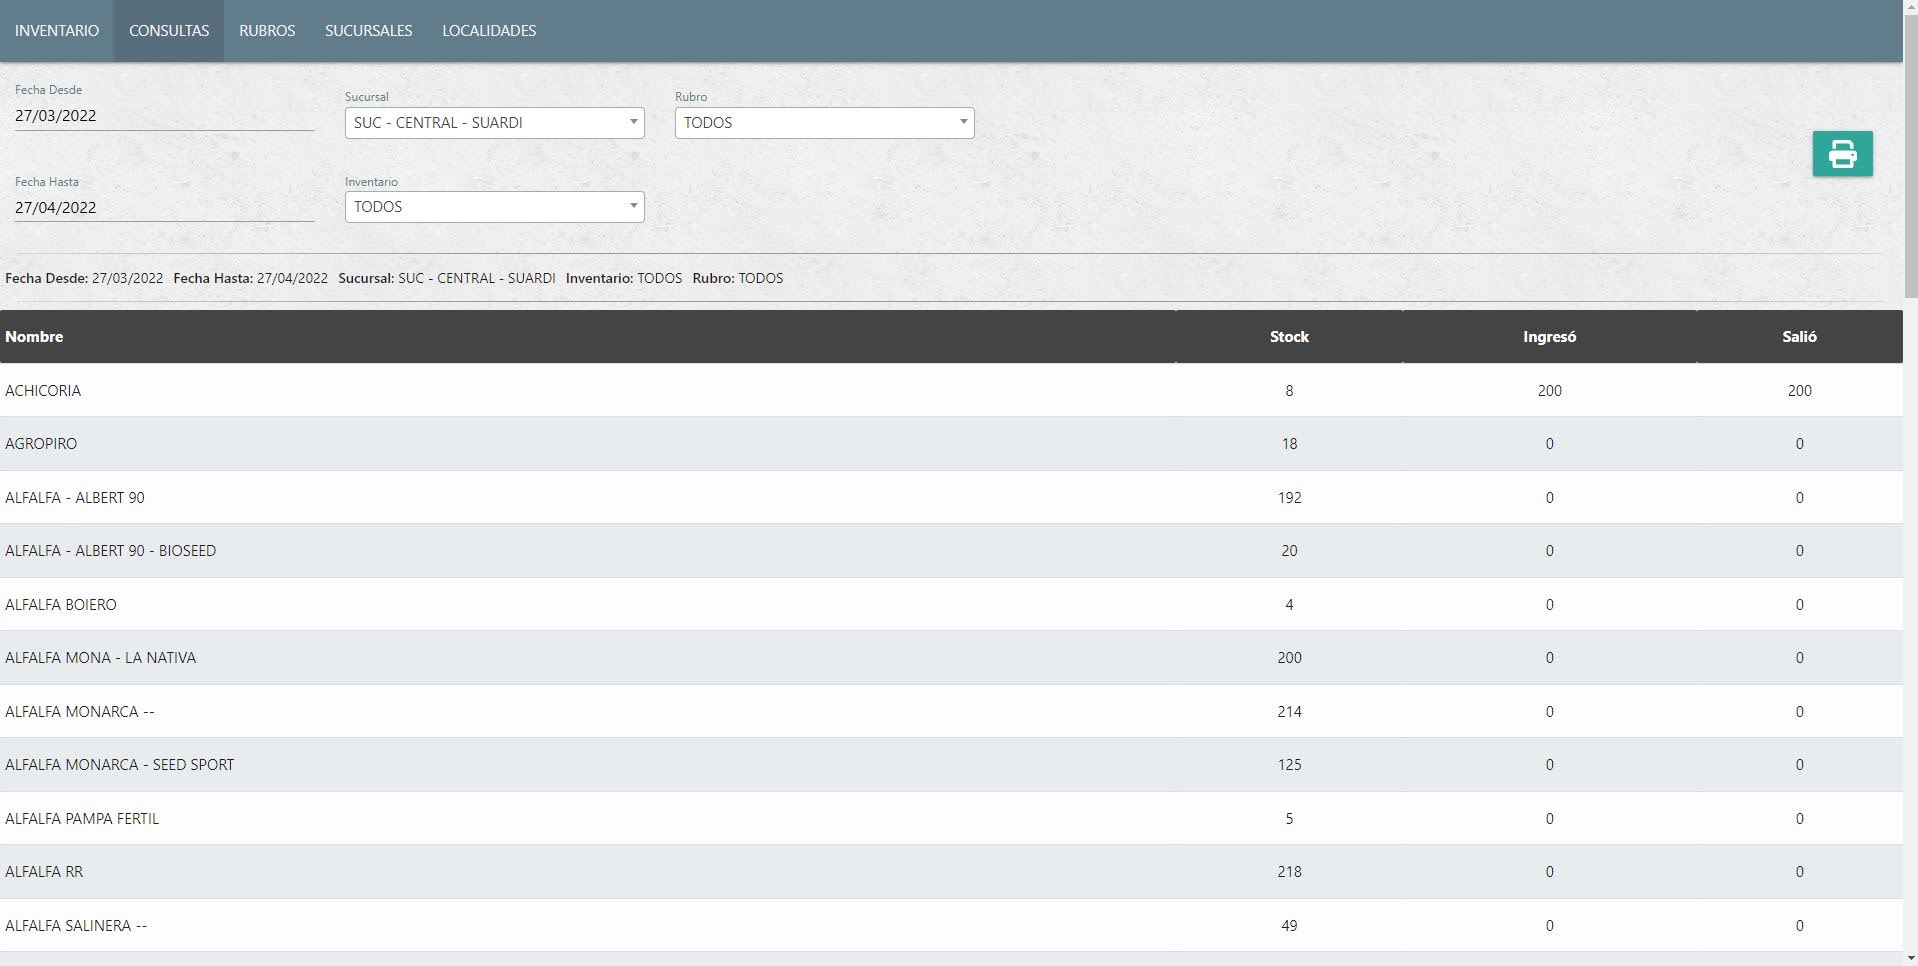 INVENTARIO CONSULTAS RUBROS SUCURSALES LOCALIDADES
Fecha Desde
27/03/2022
Sucursal
SUC - CENTRAL - SUARDI
Rubro
TODOS
Fecha Hasta
27/04/2022
Inventario
TODOS
Fecha Desde: 27/03/2022 Fecha Hasta: 27/04/2022 Sucursal: SUC - CENTRAL - SUARDI Inventario: TODOS Rubro: TODOS
Nombre Stock Ingresó Salió
ACHICORIA 8 200 200
AGROPIRO 18 0 0
ALFALFA - ALBERT 90 192 0 0
ALFALFA - ALBERT 90 - BIOSEED 20 0 0
ALFALFA BOIERO 4 0 0
ALFALFA MONA - LA NATIVA 200 0 0
ALFALFA MONARCA -- 214 0 0
ALFALFA MONARCA - SEED SPORT 125 0 0
ALFALFA PAMPA FERTIL 5 0 0
ALFALFA RR 218 0 0
ALFALFA SALINERA -- 49 0 0